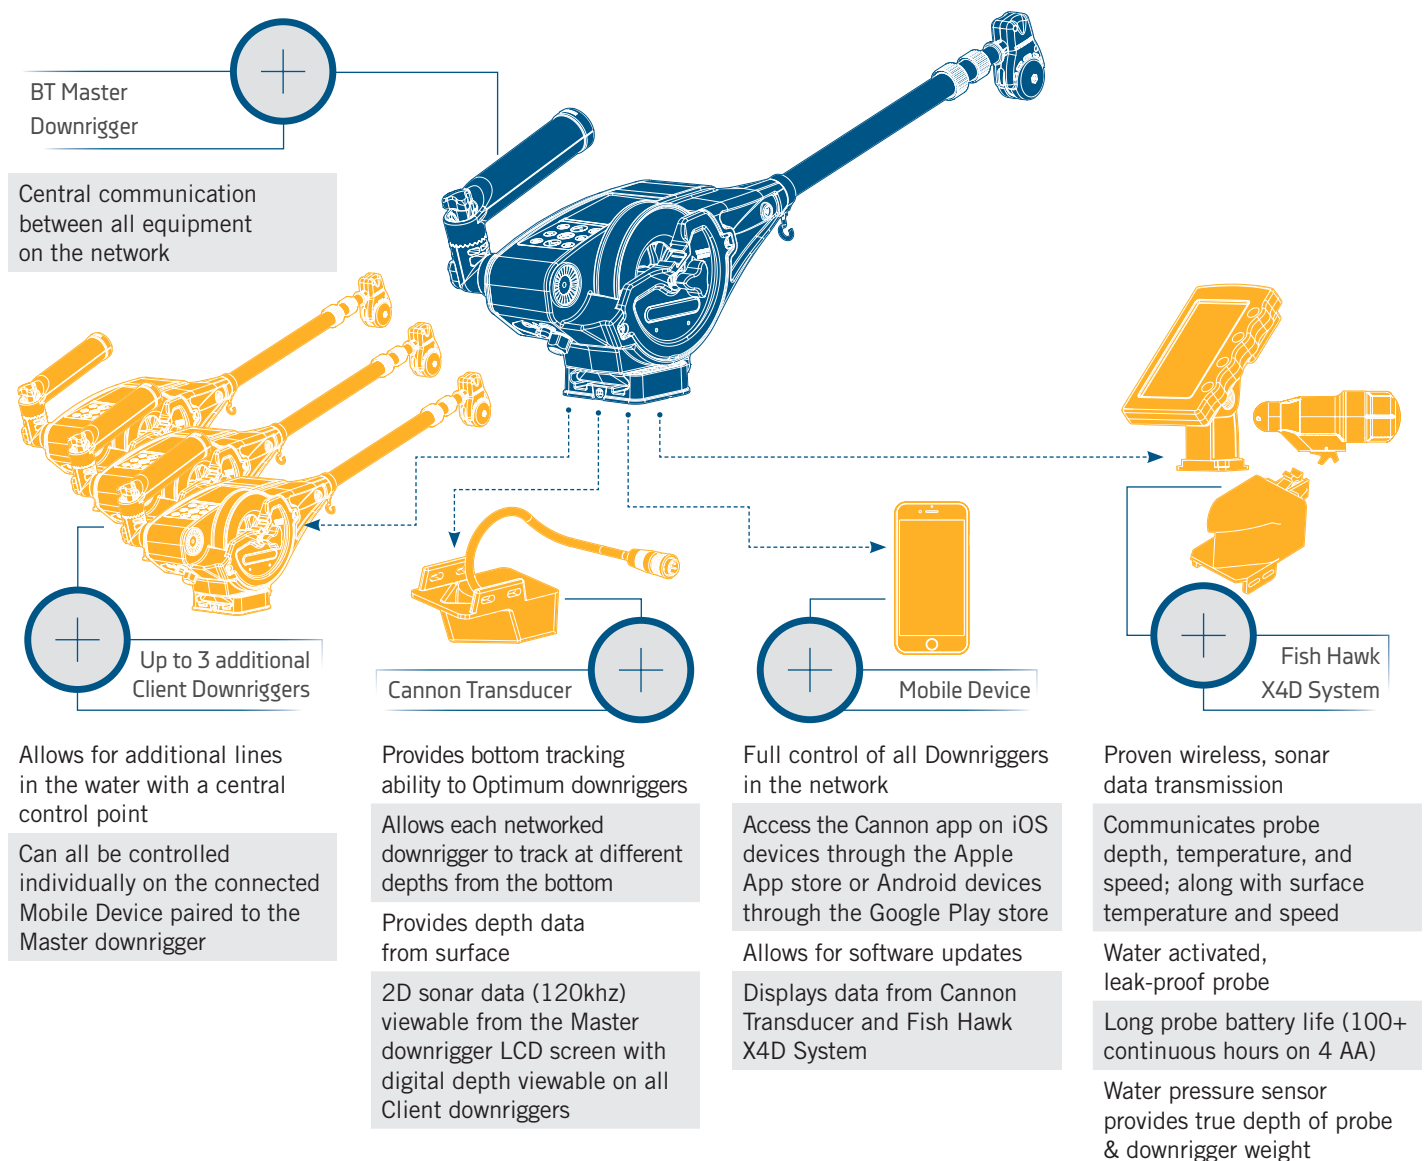 BT Master
Downrigger
Central communication
between all equipment
on the network
Up to 3 additional
Client Downriggers
Allows for additional lines
in the water with a central
control point
Can all be controlled
individually on the connected
Mobile Device paired to the
Master downrigger
Cannon Transducer
Provides bottom tracking
ability to Optimum downriggers
Allows each networked
downrigger to track at different
depths from the bottom
Provides depth data
from surface
2D sonar data (120khz)
viewable from the Master
downrigger LCD screen with
digital depth viewable on all
Client downriggers
Mobile Device
Full control of all Downriggers
in the network
Access the Cannon app on iOS
devices through the Apple
App store or Android devices
through the Google Play store
Allows for software updates
Displays data from Cannon
Transducer and Fish Hawk
X4D System
Fish Hawk
X4D System
Proven wireless, sonar
data transmission
Communicates probe
depth, temperature, and
speed; along with surface
temperature and speed
Water activated,
leak-proof probe
Long probe battery life (100+
continuous hours on 4 AA)
Water pressure sensor
provides true depth of probe
& downrigger weight